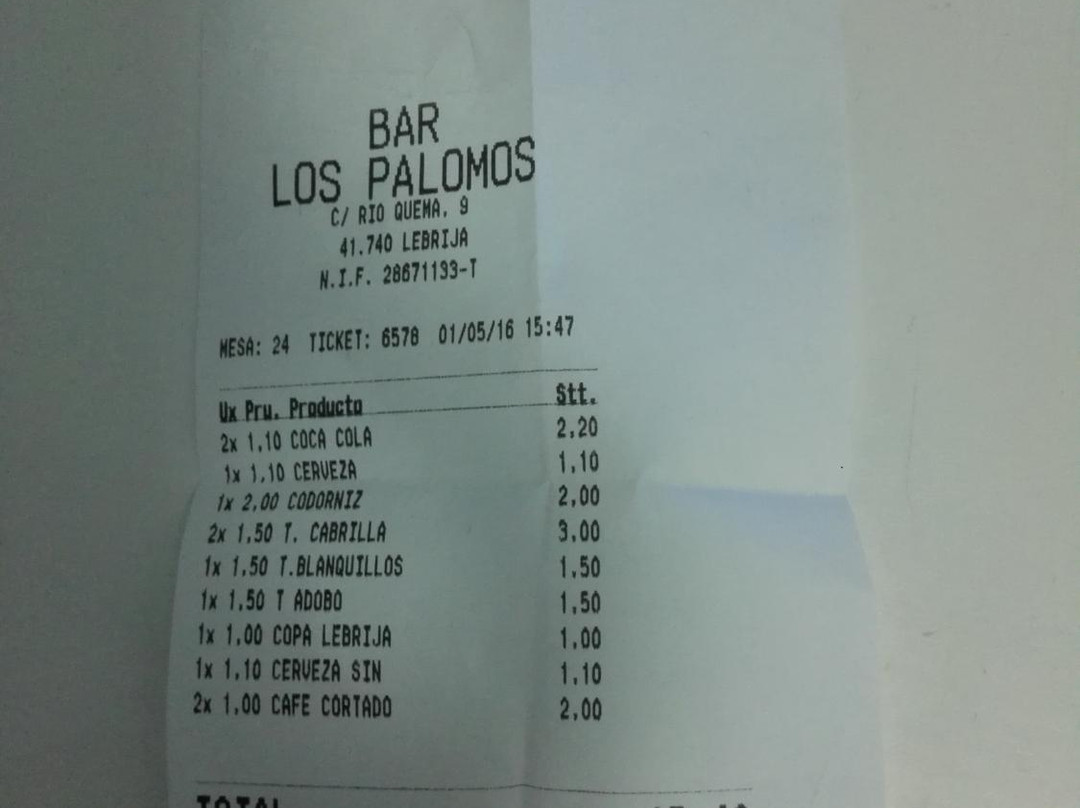 BAR
LOS PALOMOS
C/ RIO QUEMA, 9
41.740 LEBRIJA
N.I.F. 28671193-T
MESA: 24 TICKET: 6578 01/05/16 15:47
Ux Pru. Producto Stt.
2x 1,10 COCA COLA 2,20
1x 1,10 CERVEZA 1,10
1x 2,00 CODORNIZ 2,00
2x 1,50 T. CABRILLA 3,00
1x 1,50 T.BLANQUILLOS 1,50
1x 1,50 T ADOBO 1,50
1x 1,00 COPA LEBRIJA 1,00
1x 1,10 CERVEZA SIN 1,10
2x 1,00 CAFE CORTADO 2,00
TOTAL